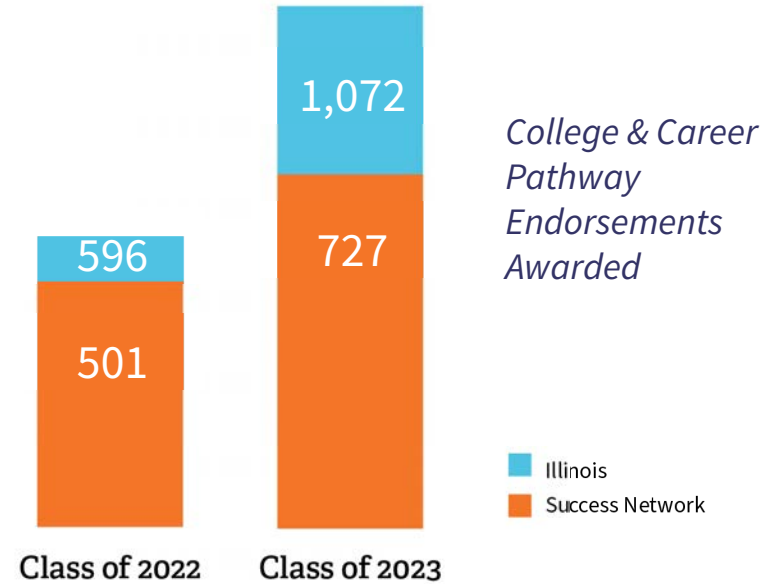 1,072
727
596
501
College & Career
Pathway
Endorsements
Awarded
Illinois
Success Network
Class of 2022
Class of 2023